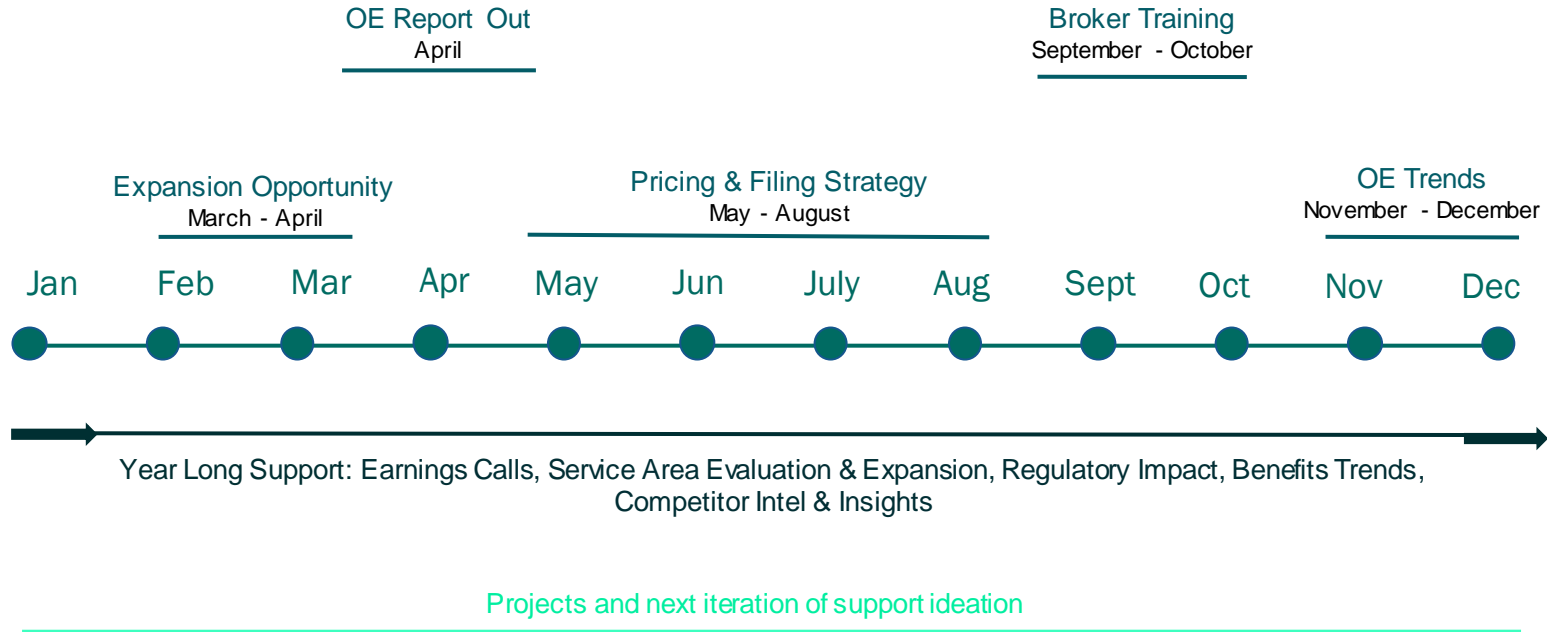 OE Report Out
April
Broker Training
September - October
Expansion Opportunity
March - April
Pricing & Filing Strategy
May - August
OE Trends
November - December
Jan Feb Mar Apr May Jun July Aug Sept Oct Nov Dec
Year Long Support: Earnings Calls, Service Area Evaluation & Expansion, Regulatory Impact, Benefits Trends,
Competitor Intel & Insights
Projects and next iteration of support ideation